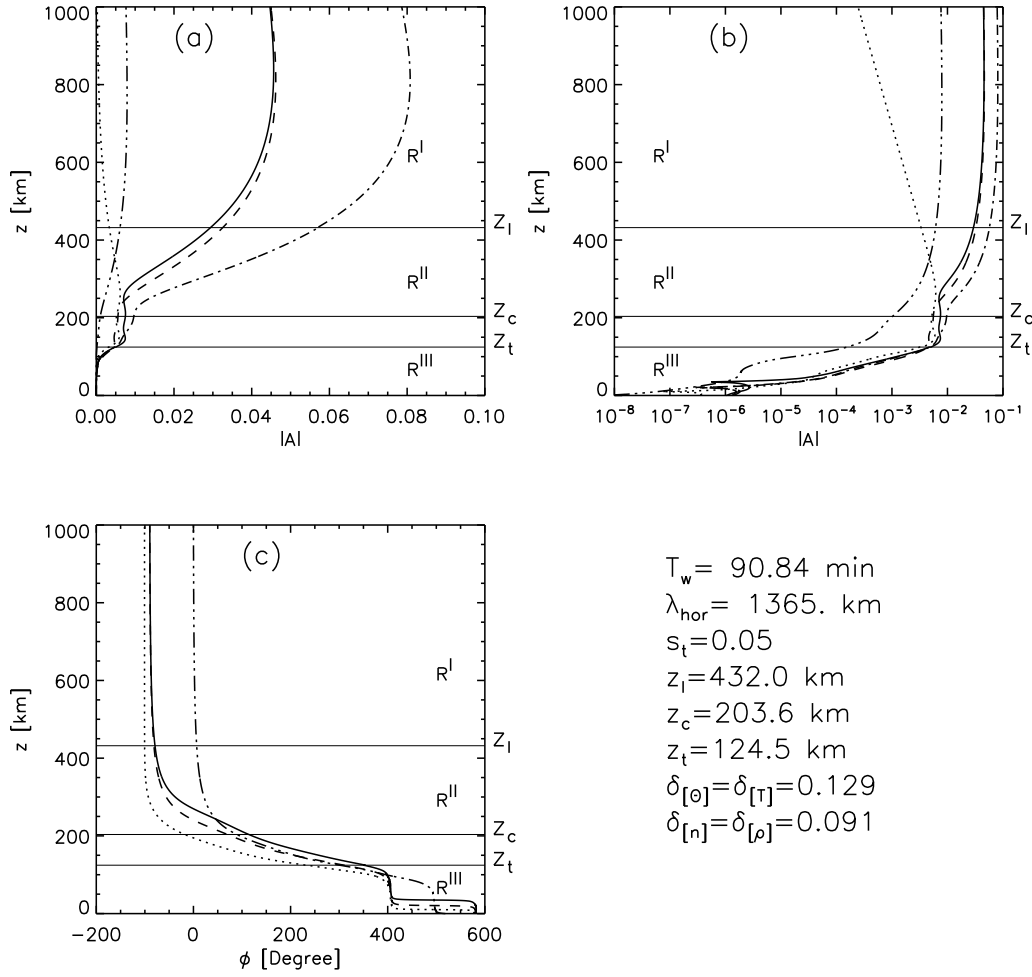 (a)
1000
800
600
400
200
0
z [km]
R^I
R^II
R^III
Z_l
Z_c
Z_t
0.00 0.02 0.04 0.06 0.08 0.10
|A|
(b)
1000
800
600
400
200
0
z [km]
R^I
R^II
R^III
Z_l
Z_c
Z_t
10^-8 10^-7 10^-6 10^-5 10^-4 10^-3 10^-2 10^-1
|A|
(c)
1000
800
600
400
200
0
z [km]
R^I
R^II
R^III
Z_l
Z_c
Z_t
-200 0 200 400 600
ϕ [Degree]
T_w= 90.84 min
λ_hor= 1365. km
s_t=0.05
z_l=432.0 km
z_c=203.6 km
z_t=124.5 km
δ_[Θ]=δ_[T]=0.129
δ_[n]=δ_[ρ]=0.091